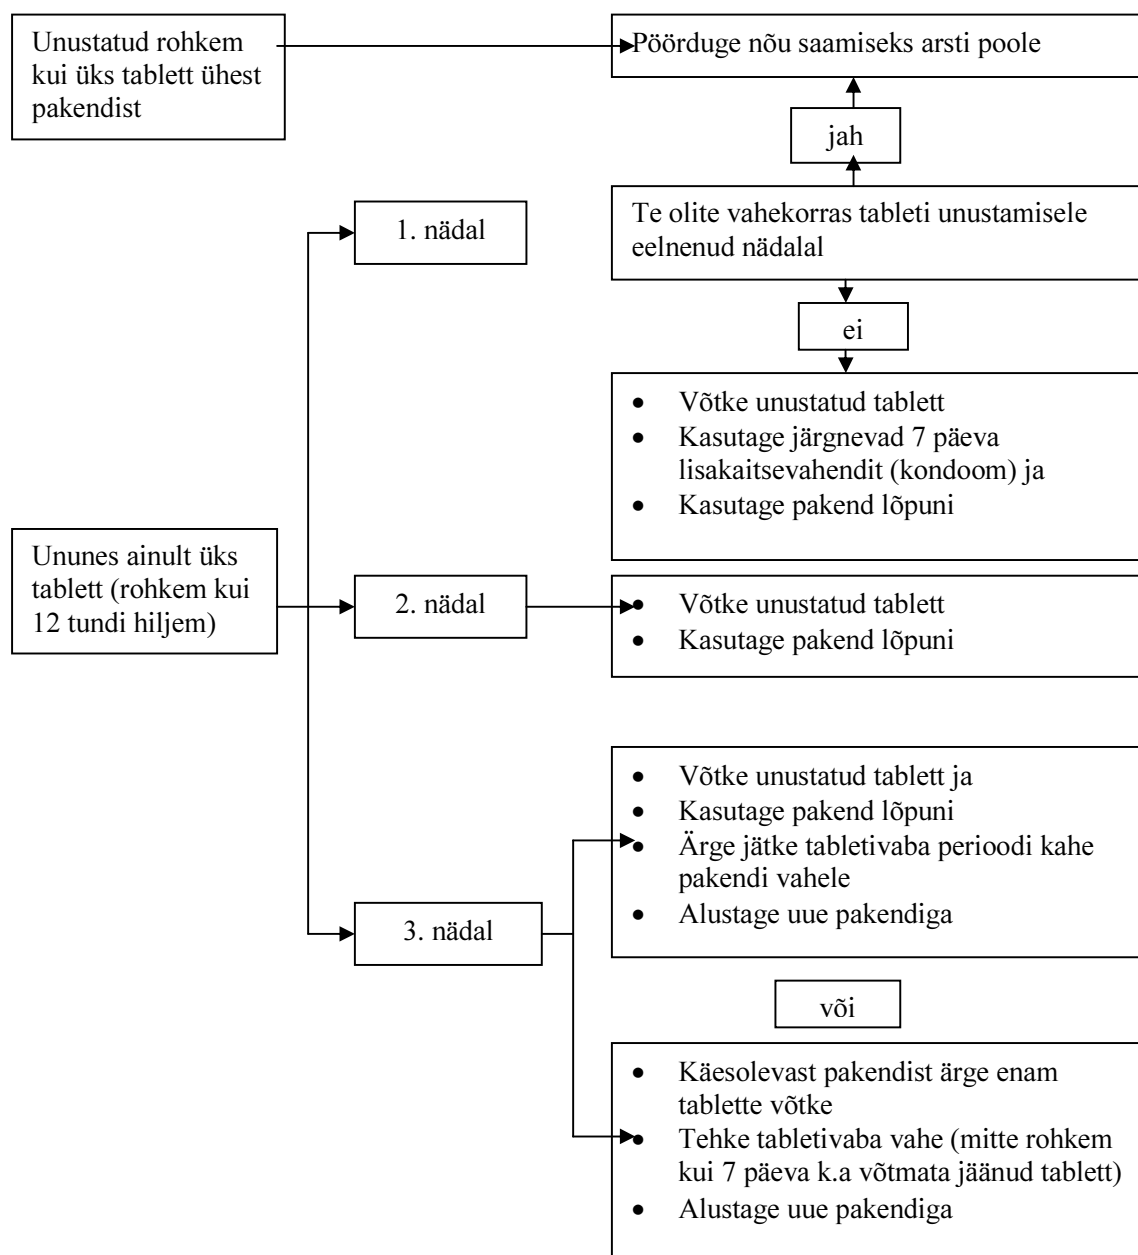 Unustatud rohkem
kui üks tablett ühest
pakendist
Pöörduge nõu saamiseks arsti poole
jah
1. nädal
Te olite vahekorras tableti unustamisele
eelnenud nädalal
ei
• Võtke unustatud tablett
• Kasutage järgnevad 7 päeva
lisakaitsevahendit (kondoom) ja
• Kasutage pakend lõpuni
Ununes ainult üks
tablett (rohkem kui
12 tundi hiljem)
2. nädal
• Võtke unustatud tablett
• Kasutage pakend lõpuni
3. nädal
• Võtke unustatud tablett ja
• Kasutage pakend lõpuni
• Ärge jätke tabletivaba perioodi kahe
pakendi vahele
• Alustage uue pakendiga
või
• Käesolevast pakendist ärge enam
tablette võtke
• Tehke tabletivaba vahe (mitte rohkem
kui 7 päeva k.a võtmata jäänud tablett)
• Alustage uue pakendiga